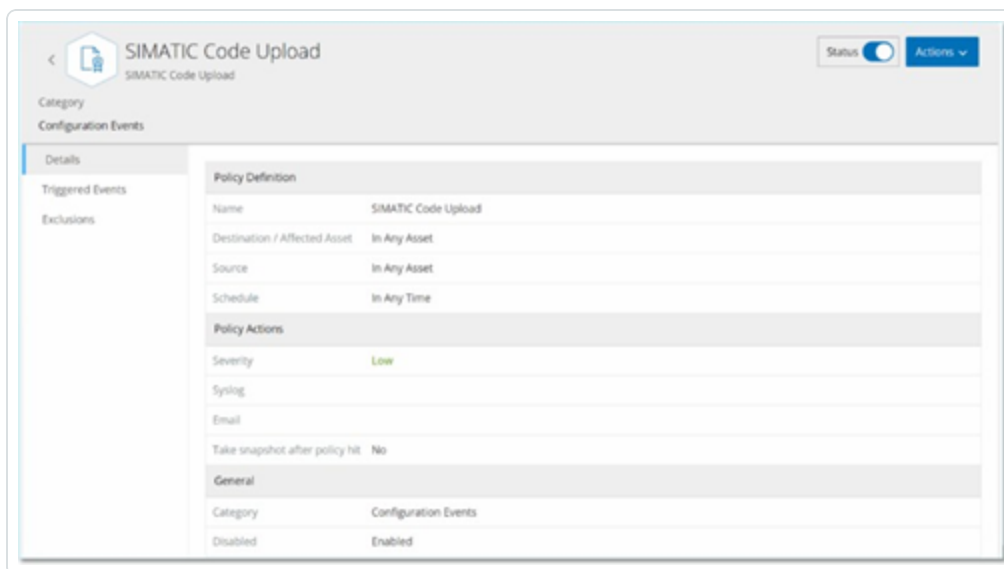 SIMATIC Code Upload
SIMATIC Code Upload
Status
Actions
Category
Configuration Events
Details
Triggered Events
Exclusions
Policy Definition
Name SIMATIC Code Upload
Destination / Affected Asset In Any Asset
Source In Any Asset
Schedule In Any Time
Policy Actions
Severity Low
Syslog
Email
Take snapshot after policy hit No
General
Category Configuration Events
Disabled Enabled